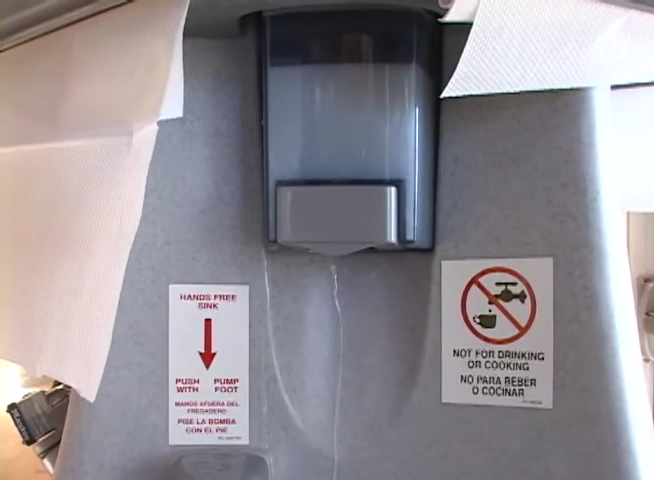 HANDS FREE
SINK
PUSH PUMP
WITH FOOT
MANOS AFUERA DEL
FREGADERO
PISE LA BOMBA
CON EL PIE
NOT FOR DRINKING
OR COOKING
NO PARA BEBER
O COCINAR